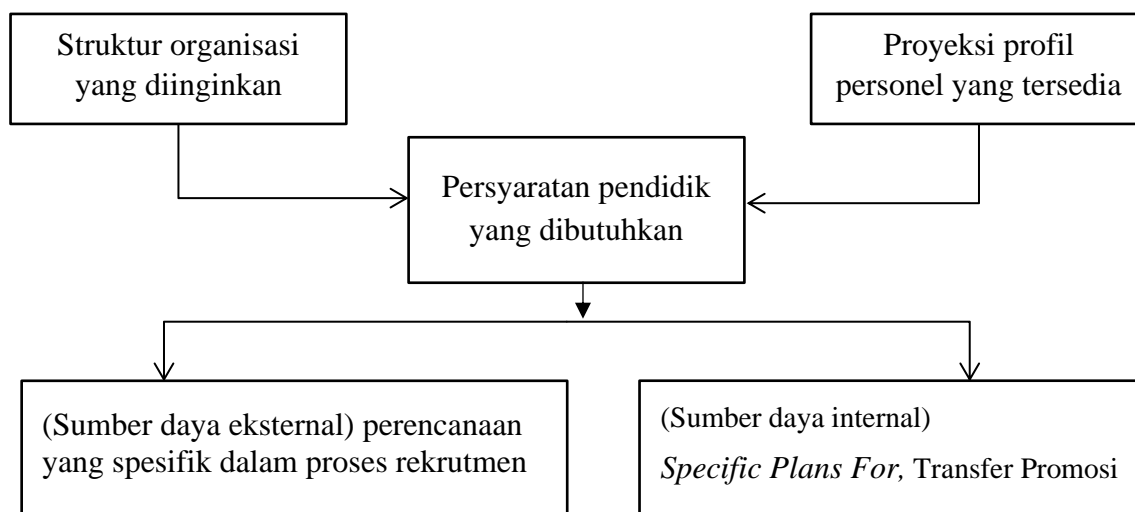 Struktur organisasi
yang diinginkan
Proyeksi profil
personel yang tersedia
Persyaratan pendidik
yang dibutuhkan
(Sumber daya eksternal) perencanaan
yang spesifik dalam proses rekrutmen
(Sumber daya internal)
Specific Plans For, Transfer Promosi